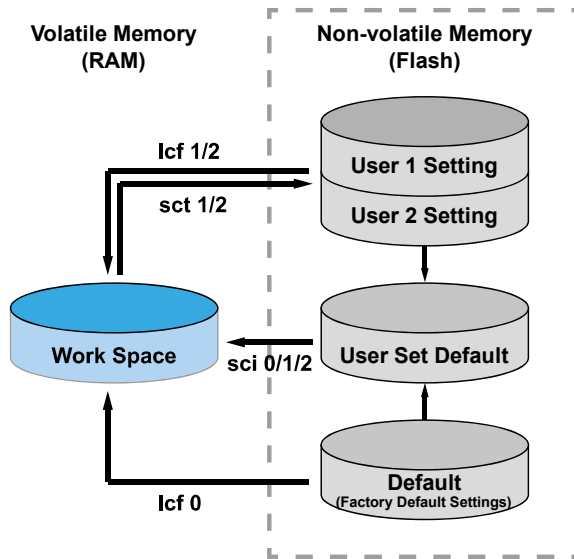 Volatile Memory
(RAM)
Non-volatile Memory
(Flash)
lcf 1/2
User 1 Setting
sct 1/2
User 2 Setting
Work Space
User Set Default
sci 0/1/2
Default
(Factory Default Settings)
lcf 0